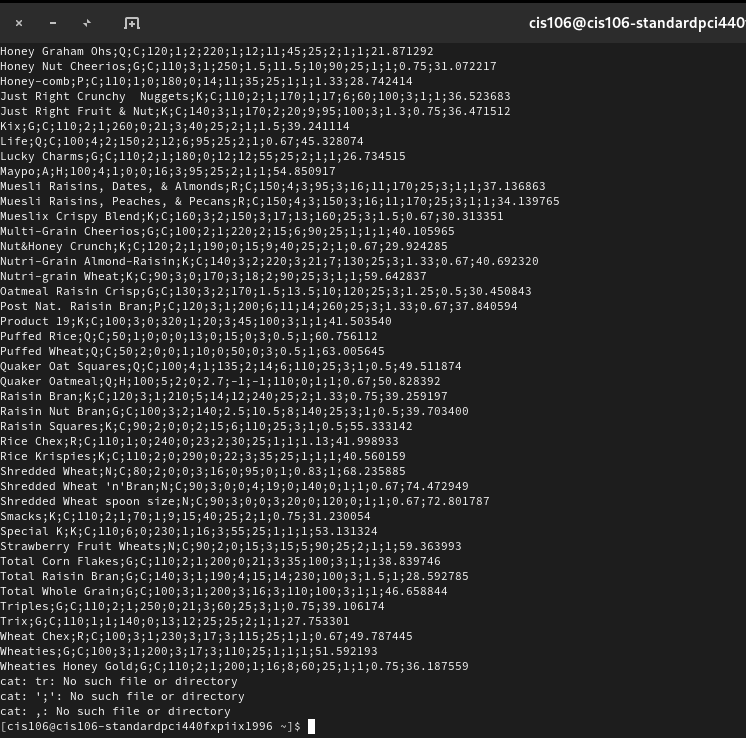 cis106@cis106-standardpci440f
Honey Graham Ohs;Q;C;120;1;2;220;1;12;11;45;25;2;1;1;21.871292
Honey Nut Cheerios;G;C;110;3;1;250;1.5;11.5;10;90;25;1;1;0.75;31.072217
Honey-comb;P;C;110;1;0;180;0;14;11;35;25;1;1;1.33;28.742414
Just Right Crunchy  Nuggets;K;C;110;2;1;170;1;17;6;60;100;3;1;1;36.523683
Just Right Fruit & Nut;K;C;140;3;1;170;2;20;9;95;100;3;1.3;0.75;36.471512
Kix;G;C;110;2;1;260;0;21;3;40;25;2;1;1.5;39.241114
Life;Q;C;100;4;2;150;2;12;6;95;25;2;1;0.67;45.328074
Lucky Charms;G;C;110;2;1;180;0;12;12;55;25;2;1;1;26.734515
Maypo;A;H;100;4;1;0;0;16;3;95;25;2;1;1;54.850917
Muesli Raisins, Dates, & Almonds;R;C;150;4;3;95;3;16;11;170;25;3;1;1;37.136863
Muesli Raisins, Peaches, & Pecans;R;C;150;4;3;150;3;16;11;170;25;3;1;1;34.139765
Mueslix Crispy Blend;K;C;160;3;2;150;3;17;13;160;25;3;1.5;0.67;30.313351
Multi-Grain Cheerios;G;C;100;2;1;220;2;15;6;90;25;1;1;1;40.105965
Nut&Honey Crunch;K;C;120;2;1;190;0;15;9;40;25;2;1;0.67;29.924285
Nutri-Grain Almond-Raisin;K;C;140;3;2;220;3;21;7;130;25;3;1.33;0.67;40.692320
Nutri-grain Wheat;K;C;90;3;0;170;3;18;2;90;25;3;1;1;59.642837
Oatmeal Raisin Crisp;G;C;130;3;2;170;1.5;13.5;10;120;25;3;1.25;0.5;30.450843
Post Nat. Raisin Bran;P;C;120;3;1;200;6;11;14;260;25;3;1.33;0.67;37.840594
Product 19;K;C;100;3;0;320;1;20;3;45;100;3;1;1;41.503540
Puffed Rice;Q;C;50;1;0;0;0;13;0;15;0;3;0.5;1;60.756112
Puffed Wheat;Q;C;50;2;0;0;1;10;0;50;0;3;0.5;1;63.005645
Quaker Oat Squares;Q;C;100;4;1;135;2;14;6;110;25;3;1;0.5;49.511874
Quaker Oatmeal;Q;H;100;5;2;0;2.7;-1;-1;110;0;1;1;0.67;50.828392
Raisin Bran;K;C;120;3;1;210;5;14;12;240;25;2;1.33;0.75;39.259197
Raisin Nut Bran;G;C;100;3;2;140;2.5;10.5;8;140;25;3;1;0.5;39.703400
Raisin Squares;K;C;90;2;0;0;2;15;6;110;25;3;1;0.5;55.333142
Rice Chex;R;C;110;1;0;240;0;23;2;30;25;1;1;1.13;41.998933
Rice Krispies;K;C;110;2;0;290;0;22;3;35;25;1;1;1;40.560159
Shredded Wheat;N;C;80;2;0;0;3;16;0;95;0;1;0.83;1;68.235885
Shredded Wheat 'n'Bran;N;C;90;3;0;0;4;19;0;140;0;1;1;0.67;74.472949
Shredded Wheat spoon size;N;C;90;3;0;0;3;20;0;120;0;1;1;0.67;72.801787
Smacks;K;C;110;2;1;70;1;9;15;40;25;2;1;0.75;31.230054
Special K;K;C;110;6;0;230;1;16;3;55;25;1;1;1;53.131324
Strawberry Fruit Wheats;N;C;90;2;0;15;3;15;5;90;25;2;1;1;59.363993
Total Corn Flakes;G;C;110;2;1;200;0;21;3;35;100;3;1;1;38.839746
Total Raisin Bran;G;C;140;3;1;190;4;15;14;230;100;3;1.5;1;28.592785
Total Whole Grain;G;C;100;3;1;200;3;16;3;110;100;3;1;1;46.658844
Triples;G;C;110;2;1;250;0;21;3;60;25;3;1;0.75;39.106174
Trix;G;C;110;1;1;140;0;13;12;25;25;2;1;1;27.753301
Wheat Chex;R;C;100;3;1;230;3;17;3;115;25;1;1;0.67;49.787445
Wheaties;G;C;100;3;1;200;3;17;3;110;25;1;1;1;51.592193
Wheaties Honey Gold;G;C;110;2;1;200;1;16;8;60;25;1;1;0.75;36.187559
cat: tr: No such file or directory
cat: ';': No such file or directory
cat: ,: No such file or directory
[cis106@cis106-standardpci440fxpiix1996 ~]$